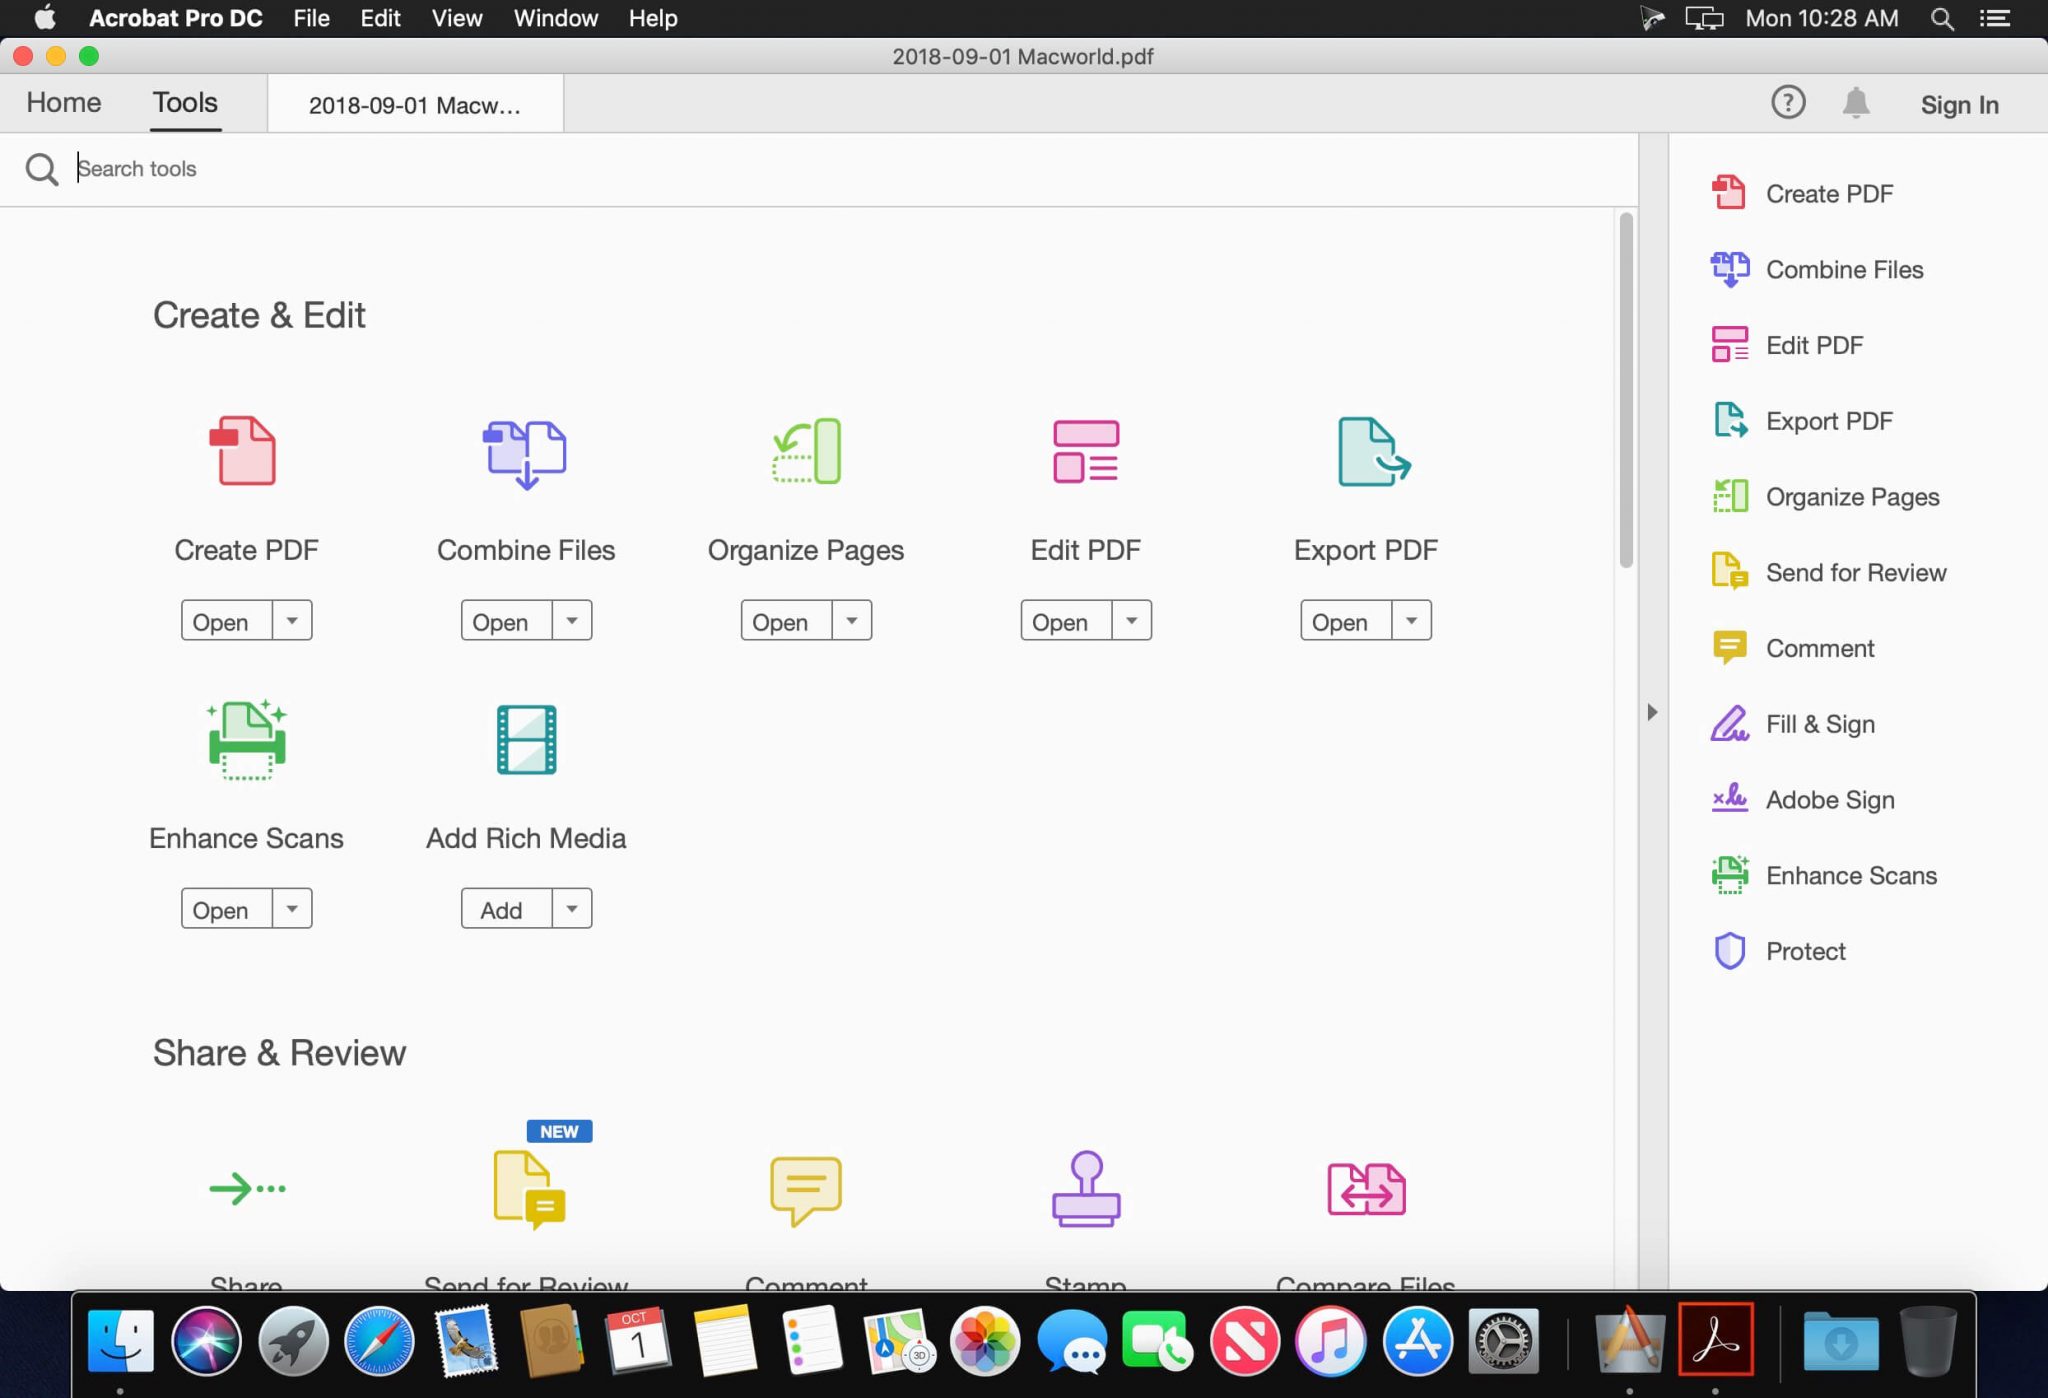 Acrobat Pro DC File Edit View Window Help Mon 10:28 AM
2018-09-01 Macworld.pdf
Home Tools 2018-09-01 Macw... ? Sign In
Search tools
Create & Edit
Create PDF Combine Files Organize Pages Edit PDF Export PDF
Open Open Open Open Open
Enhance Scans Add Rich Media
Open Add
Share & Review
NEW
Share Send for Review Comment Stamp Compare Files
Create PDF
Combine Files
Edit PDF
Export PDF
Organize Pages
Send for Review
Comment
Fill & Sign
Adobe Sign
Enhance Scans
Protect
OCT
1
3D